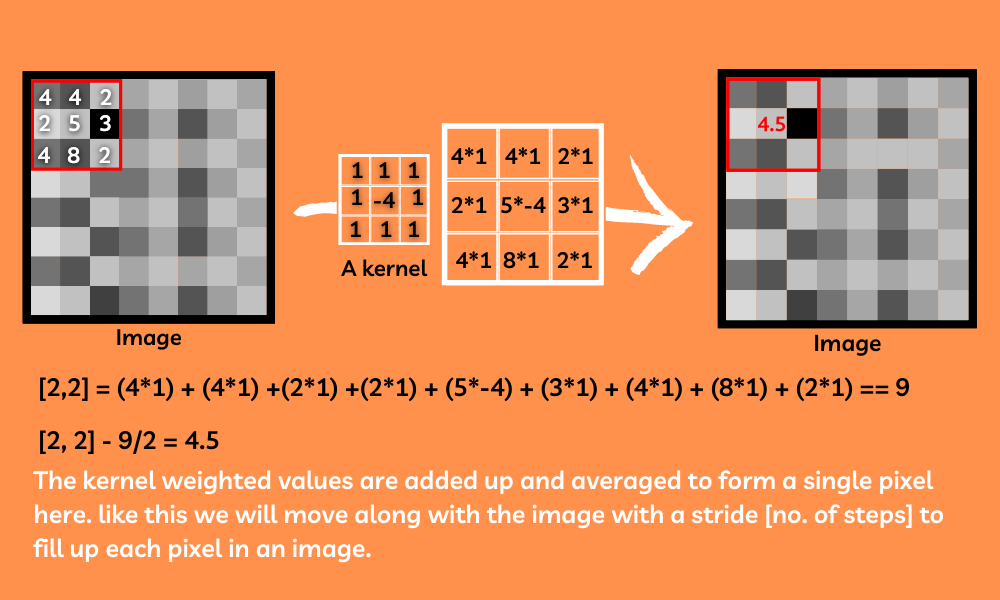 4 4 2
2 5 3
4 8 2
Image
1 1 1
1 -4 1
1 1 1
A kernel
4*1 4*1 2*1
2*1 5*-4 3*1
4*1 8*1 2*1
4.5
Image
[2,2] = (4*1) + (4*1) +(2*1) +(2*1) + (5*-4) + (3*1) + (4*1) + (8*1) + (2*1) == 9
[2, 2] - 9/2 = 4.5
The kernel weighted values are added up and averaged to form a single pixel
here. like this we will move along with the image with a stride [no. of steps] to
fill up each pixel in an image.